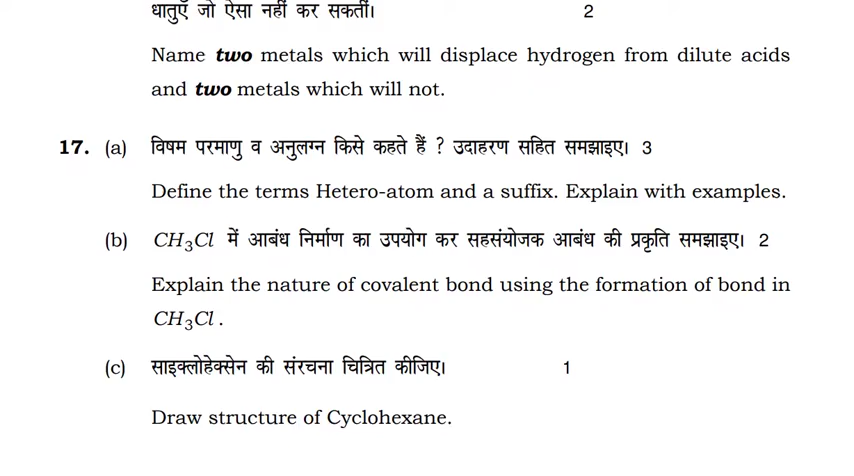 धातुएँ जो ऐसा नहीं कर सकतीं। 2
Name two metals which will displace hydrogen from dilute acids
and two metals which will not.
17. (a) विषम परमाणु व अनुलग्न किसे कहते हैं ? उदाहरण सहित समझाइए। 3
Define the terms Hetero-atom and a suffix. Explain with examples.
(b) CH₃Cl में आबंध निर्माण का उपयोग कर सहसंयोजक आबंध की प्रकृति समझाइए। 2
Explain the nature of covalent bond using the formation of bond in
CH₃Cl.
(c) साइक्लोहेक्सेन की संरचना चित्रित कीजिए। 1
Draw structure of Cyclohexane.